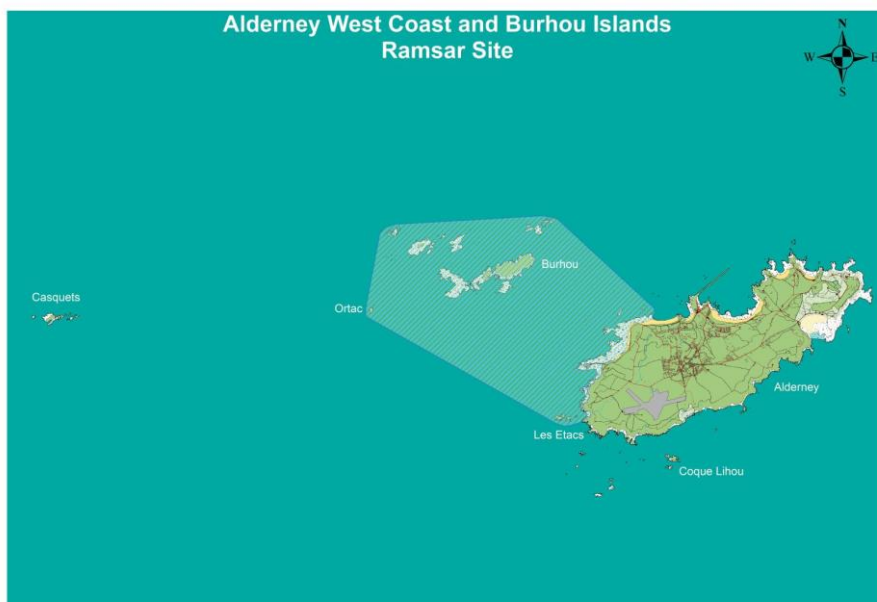 Alderney West Coast and Burhou Islands
Ramsar Site
N
W E
S
Burhou
Casquets
Ortac
Alderney
Les Etacs
Coque Lihou